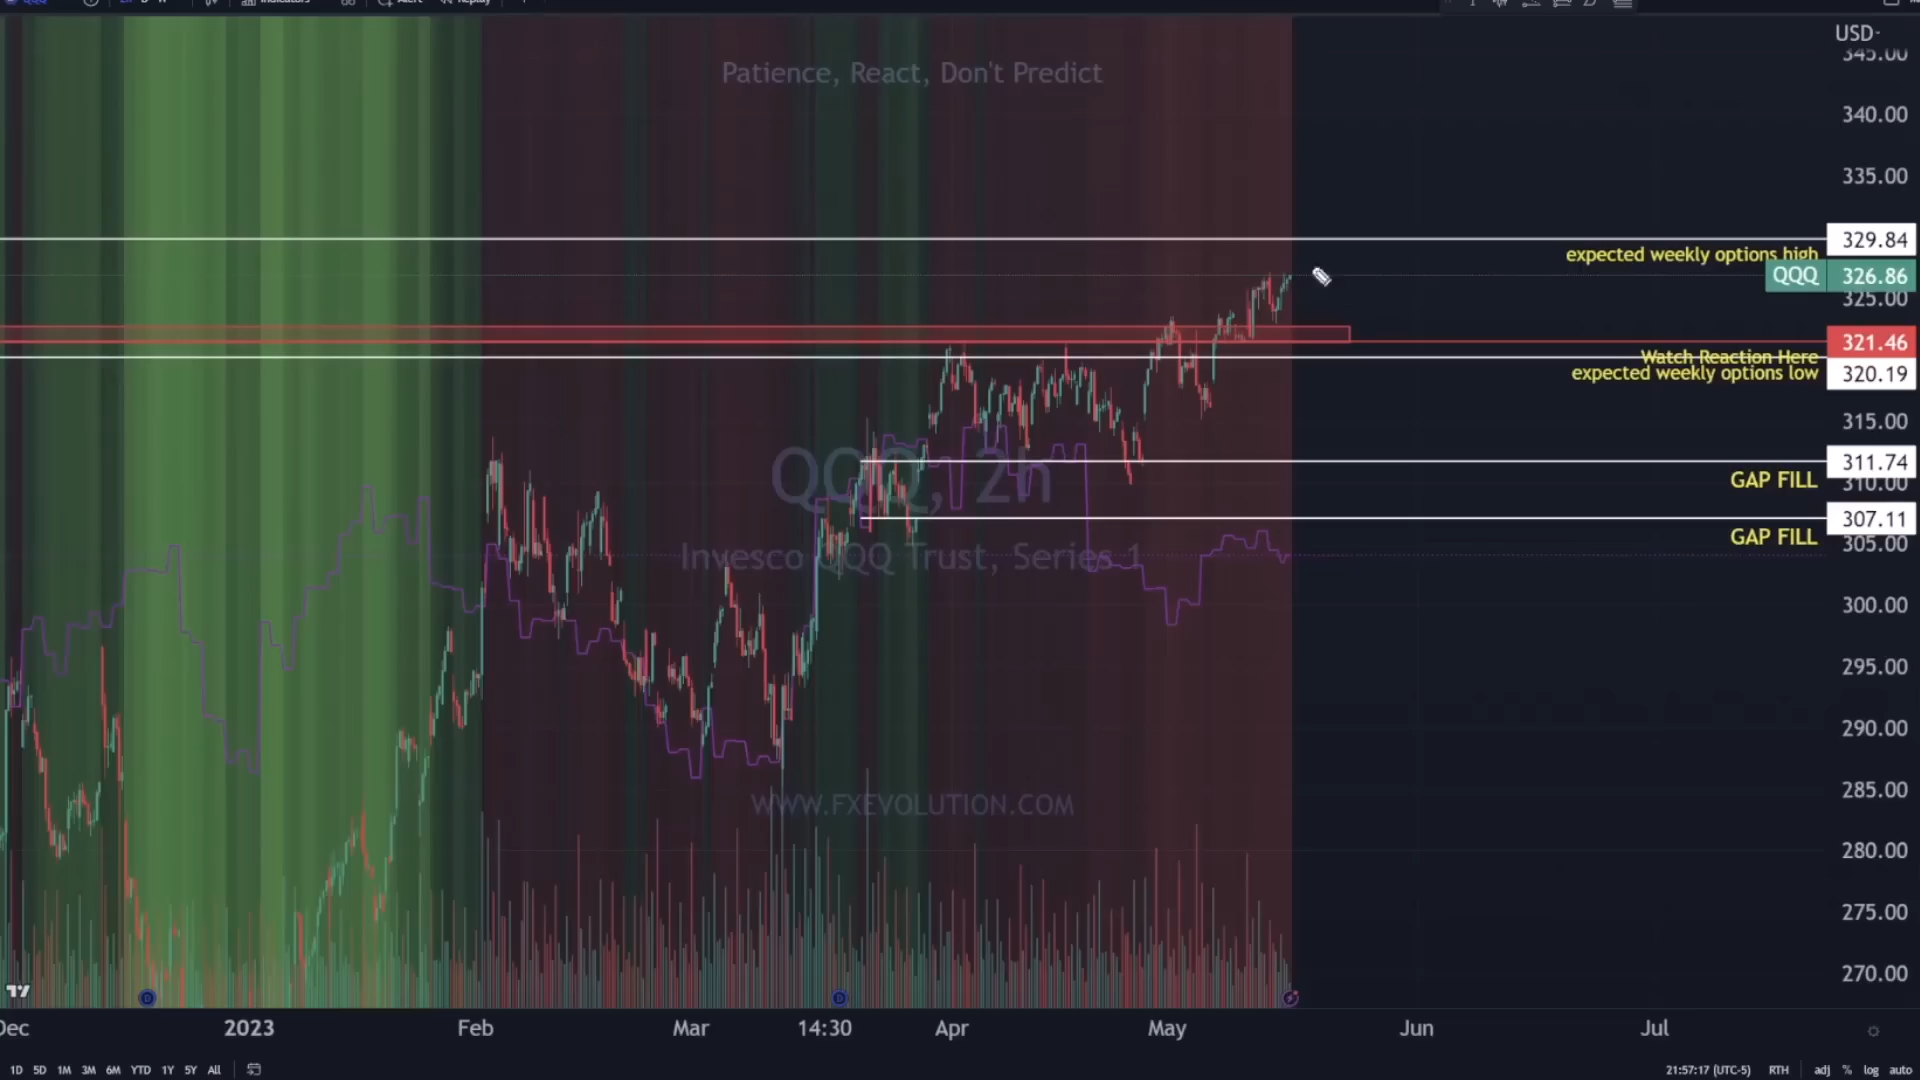 QQQ
2h
D
W
Indicators
Alert
Replay
USD
Patience, React, Don't Predict
345.00
340.00
335.00
329.84
expected weekly options high
QQQ 326.86
325.00
321.46
Watch Reaction Here
expected weekly options low 320.19
315.00
311.74
GAP FILL
310.00
307.11
GAP FILL
305.00
300.00
295.00
290.00
285.00
280.00
275.00
270.00
QQQ, 2h
Invesco QQQ Trust, Series 1
WWW.FXEVOLUTION.COM
D D
Dec 2023 Feb Mar 14:30 Apr May Jun Jul
1D 5D 1M 3M 6M YTD 1Y 5Y All
21:57:17 (UTC-5) RTH adj % log auto